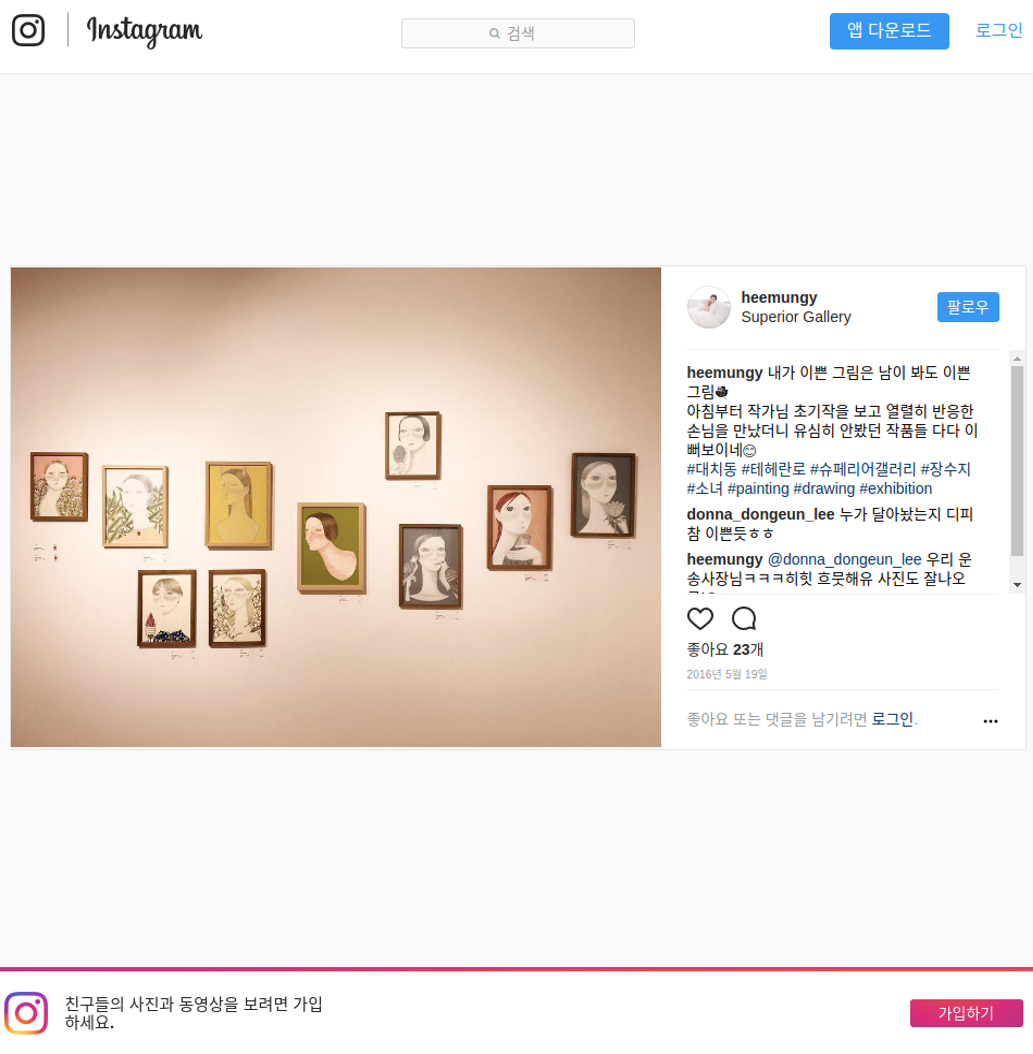 Instagram
검색
앱 다운로드
로그인
heemungy
Superior Gallery
팔로우
heemungy 내가 이쁜 그림은 남이 봐도 이쁜
그림
아침부터 작가님 초기작을 보고 열렬히 반응한
손님을 만났더니 유심히 안봤던 작품들 다다 이
뻐보이네😊
#대치동 #테헤란로 #슈페리어갤러리 #장수지
#소녀 #painting #drawing #exhibition
donna_dongeun_lee 누가 달아놨는지 디피
참 이쁜듯ㅎㅎ
heemungy @donna_dongeun_lee 우리 운
송사장님ㅋㅋㅋ히힛 흐뭇해유 사진도 잘나오
좋아요 23개
2016년 5월 19일
좋아요 또는 댓글을 남기려면 로그인.
친구들의 사진과 동영상을 보려면 가입
하세요.
가입하기